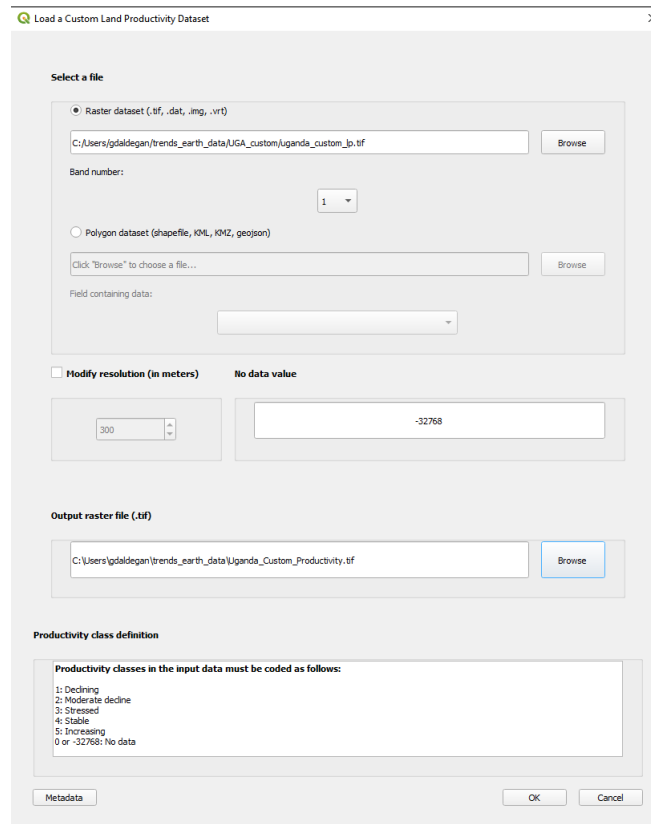 Load a Custom Land Productivity Dataset
Select a file
Raster dataset (.tif, .dat, .img, .vrt)
C:/Users/gdaldegan/trends_earth_data/UGA_custom/uganda_custom_lp.tif
Browse
Band number:
1
Polygon dataset (shapefile, KML, KMZ, geojson)
Click "Browse" to choose a file...
Browse
Field containing data:
Modify resolution (in meters)
No data value
300
-32768
Output raster file (.tif)
C:\Users\gdaldegan\trends_earth_data\Uganda_Custom_Productivity.tif
Browse
Productivity class definition
Productivity classes in the input data must be coded as follows:
1: Declining
2: Moderate decline
3: Stressed
4: Stable
5: Increasing
0 or -32768: No data
Metadata
OK
Cancel